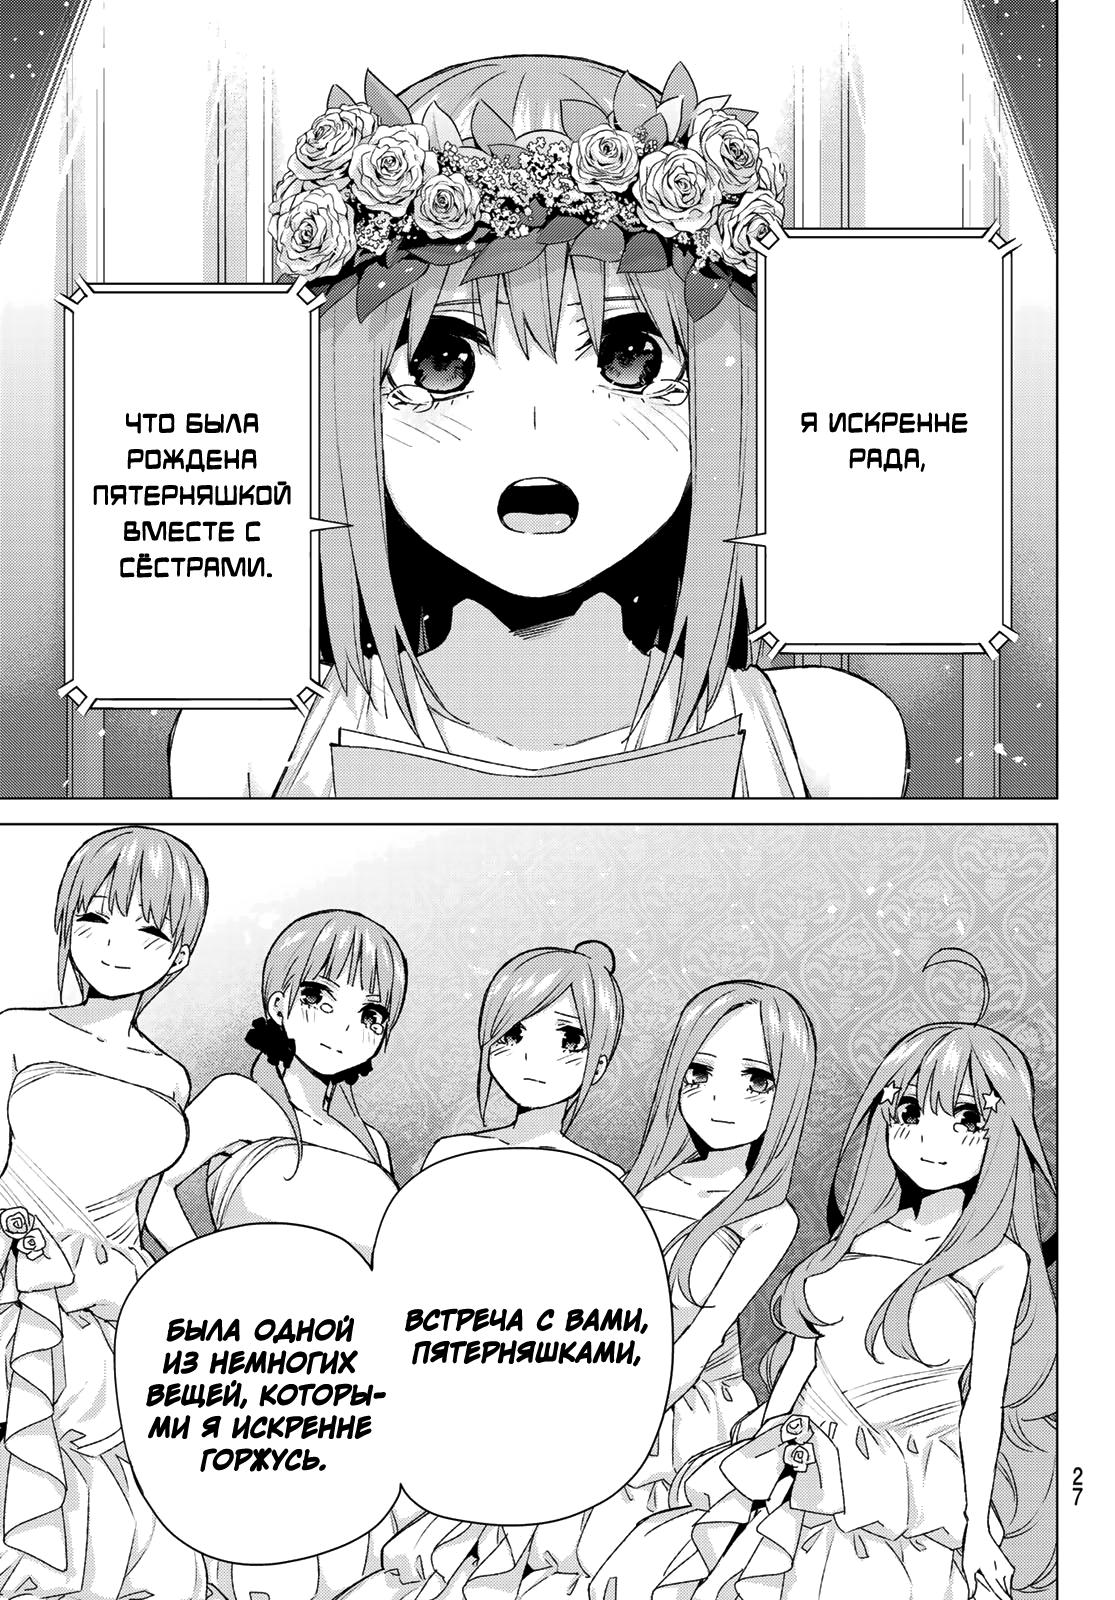 Я ИСКРЕННЕ
РАДА,
ЧТО БЫЛА
РОЖДЕНА
ПЯТЕРНЯШКОЙ
ВМЕСТЕ С
СЁСТРАМИ.
ВСТРЕЧА С ВАМИ,
ПЯТЕРНЯШКАМИ,
БЫЛА ОДНОЙ
ИЗ НЕМНОГИХ
ВЕЩЕЙ, КОТОРЫ-
МИ Я ИСКРЕННЕ
ГОРЖУСЬ.
27